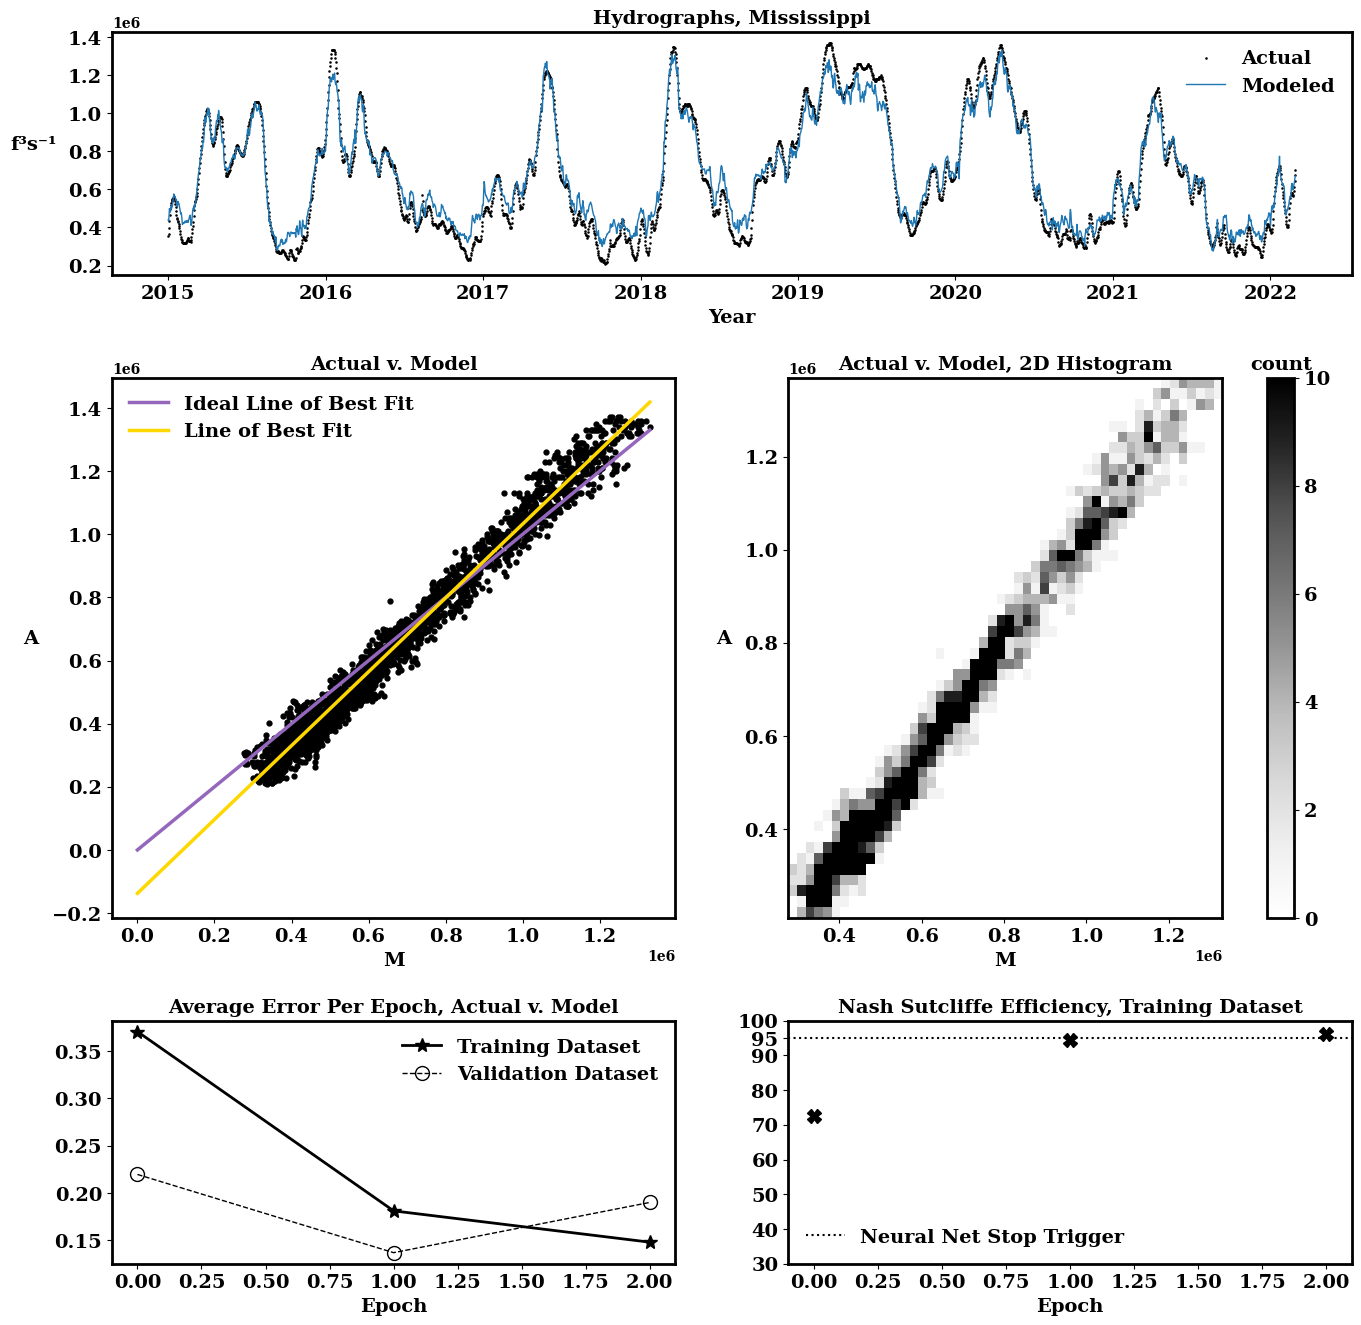 Hydrographs, Mississippi
1e6
1.4
1.2
1.0
0.8
0.6
0.4
0.2
f³s⁻¹
Actual
Modeled
2015 2016 2017 2018 2019 2020 2021 2022
Year
Actual v. Model
1e6
1.4
1.2
1.0
0.8
0.6
0.4
0.2
0.0
−0.2
A
Ideal Line of Best Fit
Line of Best Fit
0.0 0.2 0.4 0.6 0.8 1.0 1.2
M
1e6
Actual v. Model, 2D Histogram
1e6
1.2
1.0
0.8
0.6
0.4
A
0.4 0.6 0.8 1.0 1.2
M
1e6
count
10
8
6
4
2
0
Average Error Per Epoch, Actual v. Model
0.35
0.30
0.25
0.20
0.15
Training Dataset
Validation Dataset
0.00 0.25 0.50 0.75 1.00 1.25 1.50 1.75 2.00
Epoch
Nash Sutcliffe Efficiency, Training Dataset
100
95
90
80
70
60
50
40
30
Neural Net Stop Trigger
0.00 0.25 0.50 0.75 1.00 1.25 1.50 1.75 2.00
Epoch